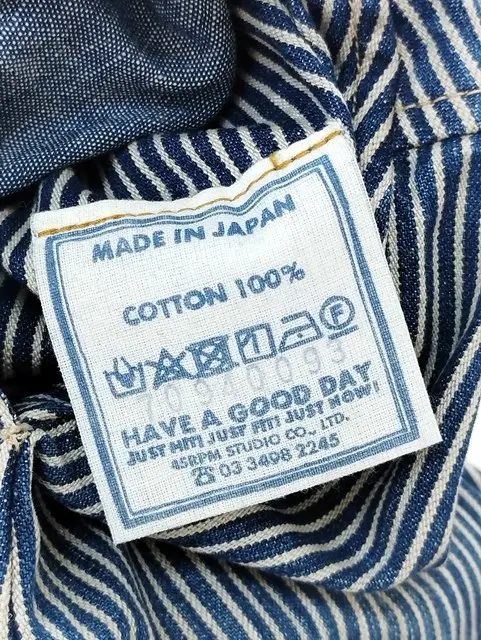 MADE IN JAPAN
COTTON 100%
70940093
HAVE A GOOD DAY
JUST HIT! JUST FIT! JUST NOW!
45RPM STUDIO CO., LTD.
☎ 03 3498 2245